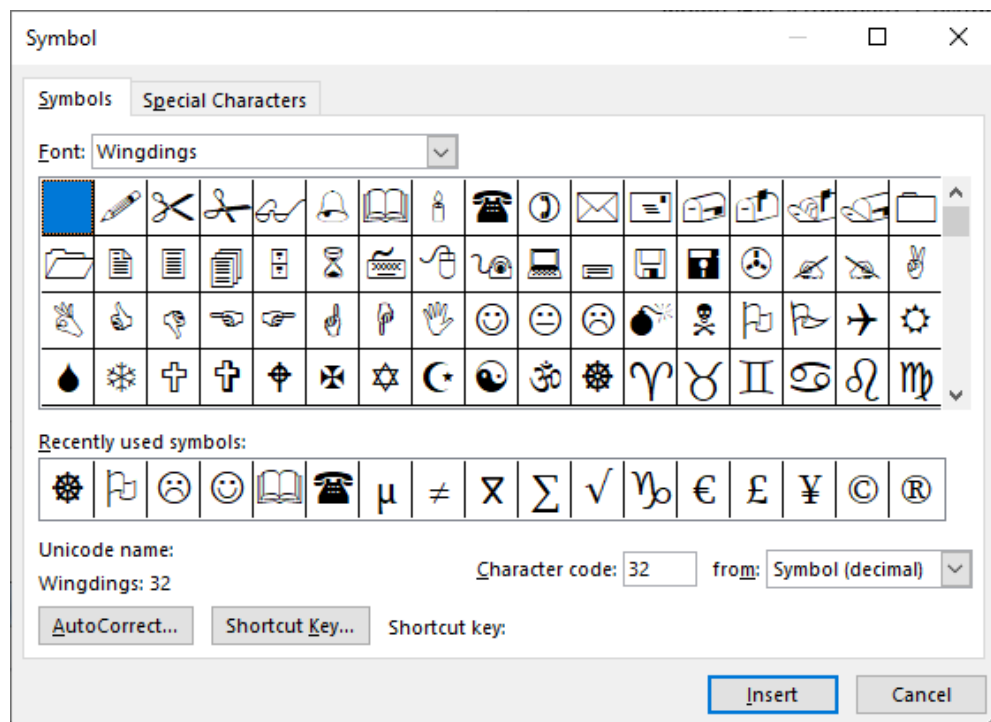 Symbol
Symbols Special Characters
Font: Wingdings
Recently used symbols:
µ ≠ ∑ √ € £ ¥ © ®
Unicode name:
Wingdings: 32
Character code: 32 from: Symbol (decimal)
AutoCorrect... Shortcut Key... Shortcut key:
Insert Cancel